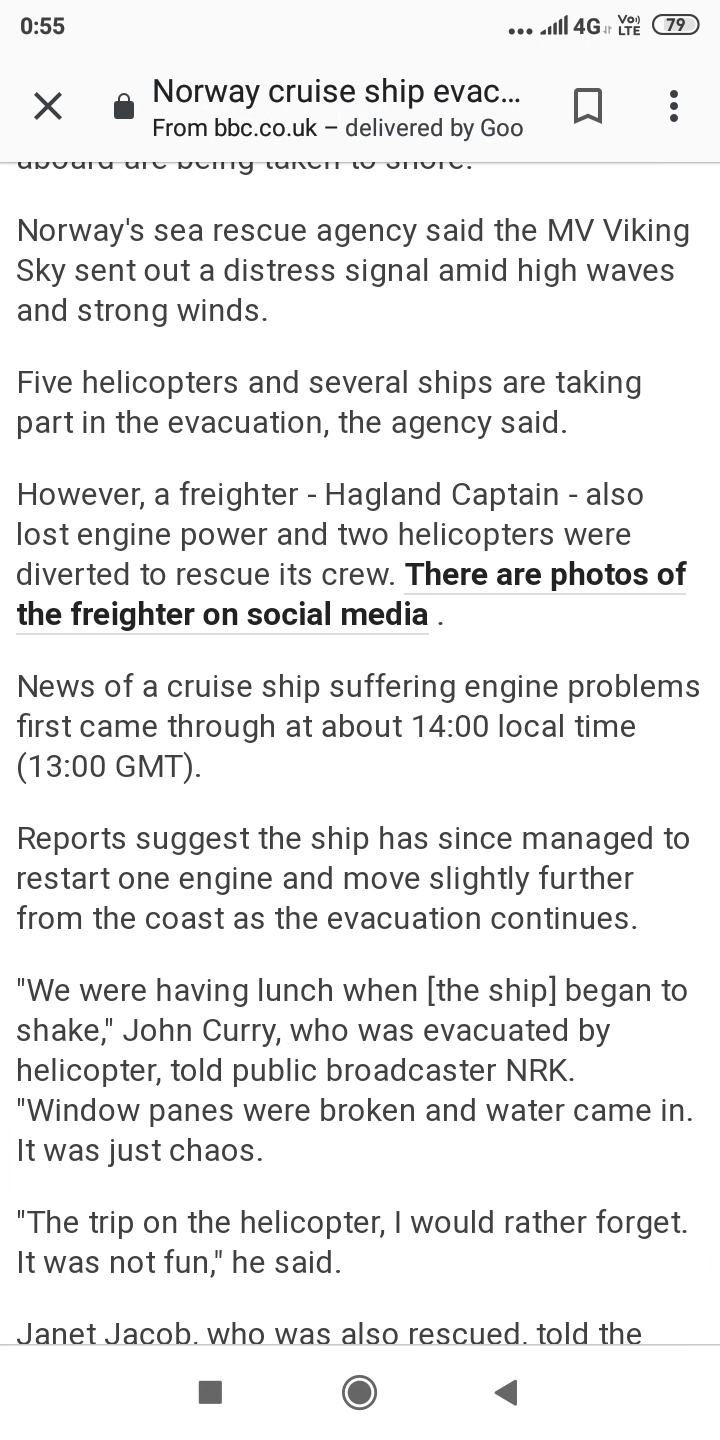 0:55
4G
Vo))
LTE
79
Norway cruise ship evac...
From bbc.co.uk – delivered by Goo
aboard are being taken to shore.
Norway's sea rescue agency said the MV Viking
Sky sent out a distress signal amid high waves
and strong winds.
Five helicopters and several ships are taking
part in the evacuation, the agency said.
However, a freighter - Hagland Captain - also
lost engine power and two helicopters were
diverted to rescue its crew. There are photos of
the freighter on social media .
News of a cruise ship suffering engine problems
first came through at about 14:00 local time
(13:00 GMT).
Reports suggest the ship has since managed to
restart one engine and move slightly further
from the coast as the evacuation continues.
"We were having lunch when [the ship] began to
shake," John Curry, who was evacuated by
helicopter, told public broadcaster NRK.
"Window panes were broken and water came in.
It was just chaos.
"The trip on the helicopter, I would rather forget.
It was not fun," he said.
Janet Jacob, who was also rescued, told the